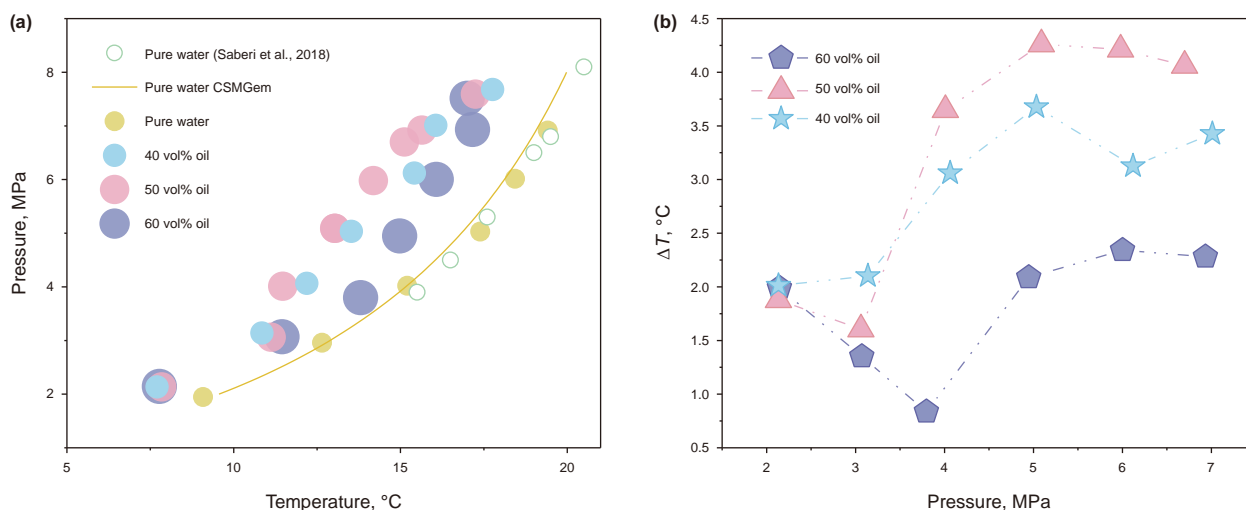 (a)
Pure water (Saberi et al., 2018)
Pure water CSMGem
Pure water
40 vol% oil
50 vol% oil
60 vol% oil
8
6
4
2
Pressure, MPa
5
10
15
20
Temperature, °C
(b)
60 vol% oil
50 vol% oil
40 vol% oil
4.5
4.0
3.5
3.0
2.5
2.0
1.5
1.0
0.5
ΔT, °C
2
3
4
5
6
7
Pressure, MPa